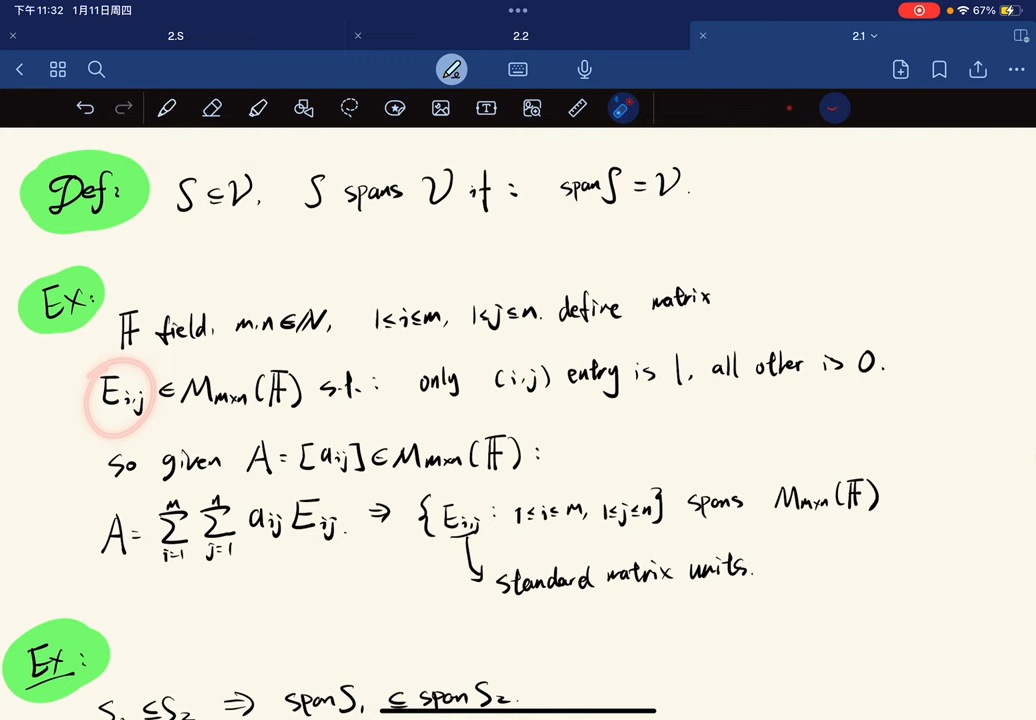 下午11:32 1月11日周四
67%
2.S
2.2
2.1
Def: S ⊆ V, S spans V if: span S = V.
Ex: 𝔽 field, m,n ∈ ℕ, 1≤i≤m, 1≤j≤n. define matrix
E i,j ∈ Mm×n(𝔽) s.t.: only (i,j) entry is 1, all other is 0.
so given A = [aij] ∈ Mm×n(𝔽):
A = ∑_{i=1}^{m} ∑_{j=1}^{n} aij Eij. ⇒ {Ei,j : 1≤i≤m, 1≤j≤n} spans Mm×n(𝔽)
standard matrix units.
Ex:
S1 ⊆ S2 ⇒ span S1 ⊆ span S2.